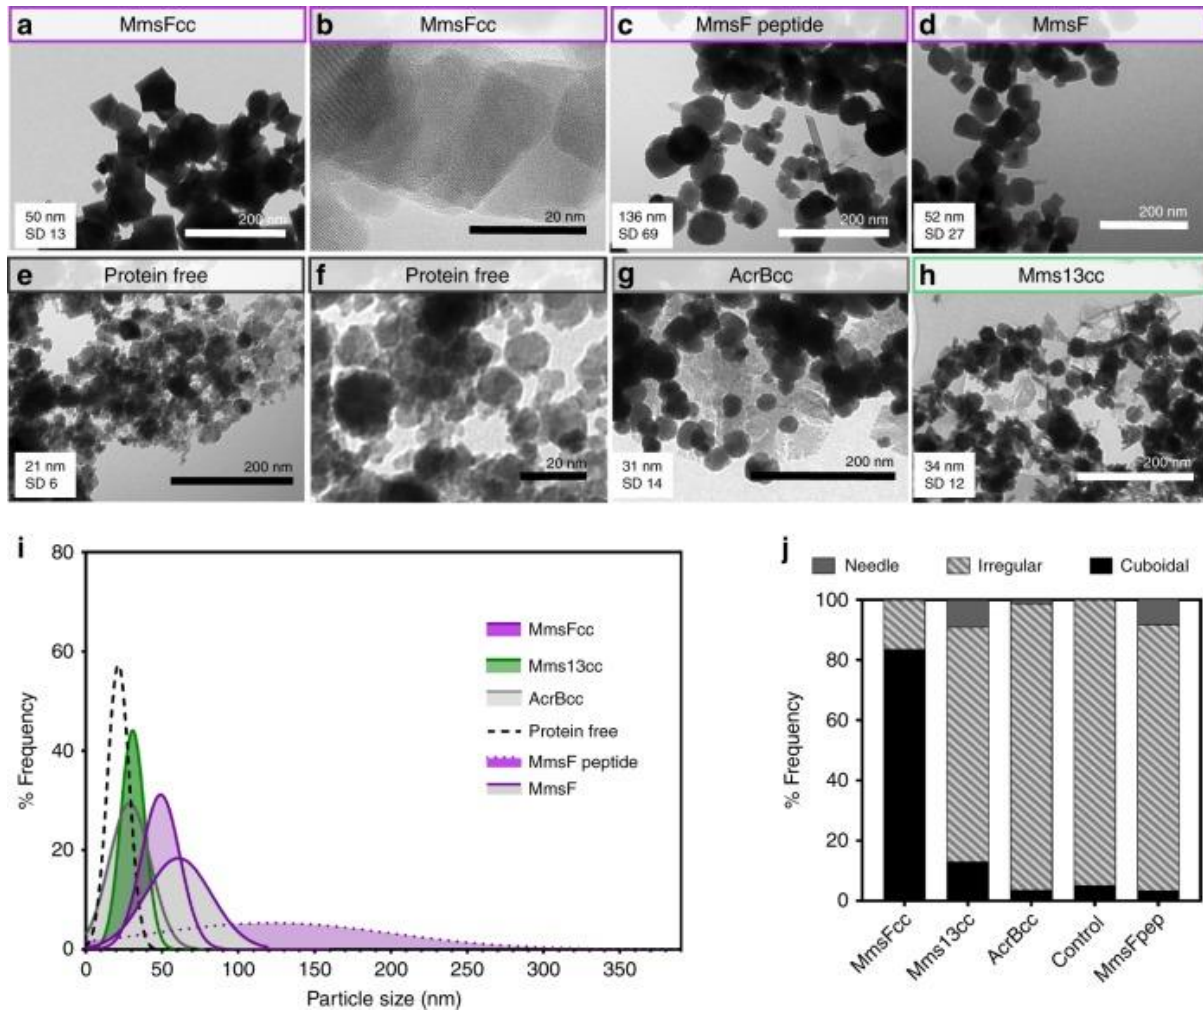 a MmsFcc
b MmsFcc
c MmsF peptide
d MmsF
50 nm
SD 13
200 nm
20 nm
136 nm
SD 69
200 nm
52 nm
SD 27
200 nm
e Protein free
f Protein free
g AcrBcc
h Mms13cc
21 nm
SD 6
200 nm
20 nm
31 nm
SD 14
200 nm
34 nm
SD 12
200 nm
i
80
60
40
20
0
% Frequency
0 50 100 150 200 250 300 350
Particle size (nm)
MmsFcc
Mms13cc
AcrBcc
Protein free
MmsF peptide
MmsF
j
Needle Irregular Cuboidal
100
80
60
40
20
0
% Frequency
MmsFcc
Mms13cc
AcrBcc
Control
MmsFpep